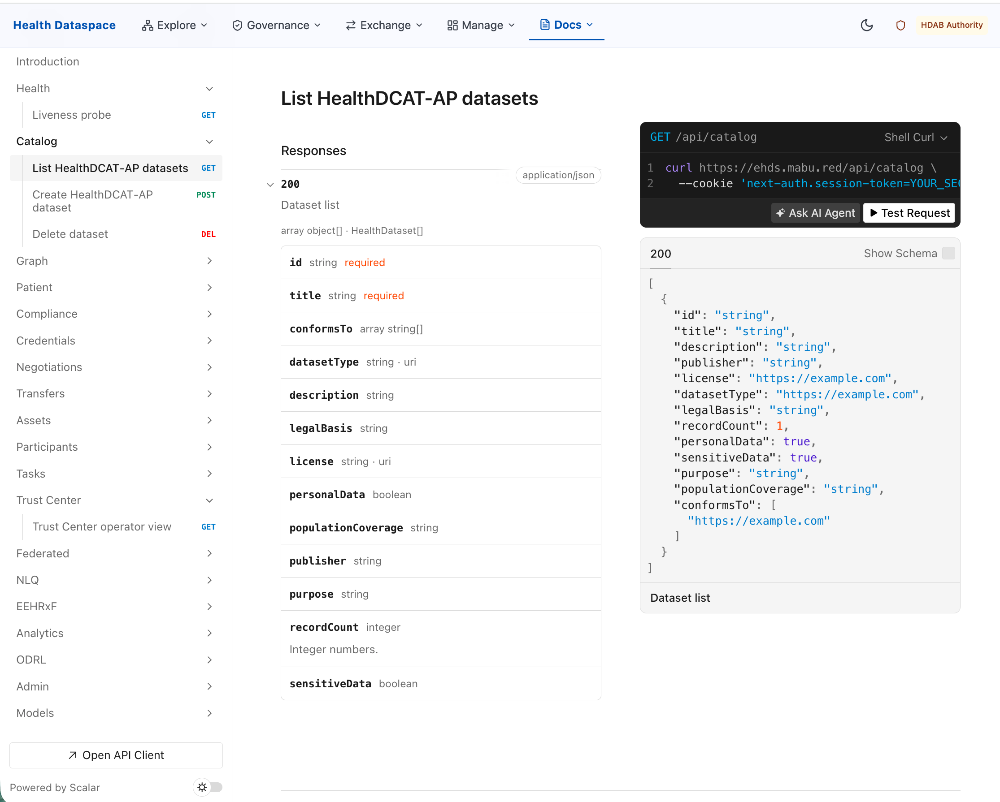 Health Dataspace
Explore
Governance
Exchange
Manage
Docs
HDAB Authority
Introduction
Health
Liveness probe GET
Catalog
List HealthDCAT-AP datasets GET
Create HealthDCAT-AP POST
dataset
Delete dataset DEL
Graph
Patient
Compliance
Credentials
Negotiations
Transfers
Assets
Participants
Tasks
Trust Center
Trust Center operator view GET
Federated
NLQ
EEHRxF
Analytics
ODRL
Admin
Models
Open API Client
Powered by Scalar
List HealthDCAT-AP datasets
Responses
application/json
200
Dataset list
array object[] · HealthDataset[]
id string required
title string required
conformsTo array string[]
datasetType string · uri
description string
legalBasis string
license string · uri
personalData boolean
populationCoverage string
publisher string
purpose string
recordCount integer
Integer numbers.
sensitiveData boolean
GET /api/catalog Shell Curl
1 curl https://ehds.mabu.red/api/catalog \
2 --cookie 'next-auth.session-token=YOUR_SEC
Ask AI Agent Test Request
200 Show Schema
[
{
"id": "string",
"title": "string",
"description": "string",
"publisher": "string",
"license": "https://example.com",
"datasetType": "https://example.com",
"legalBasis": "string",
"recordCount": 1,
"personalData": true,
"sensitiveData": true,
"purpose": "string",
"populationCoverage": "string",
"conformsTo": [
"https://example.com"
]
}
]
Dataset list